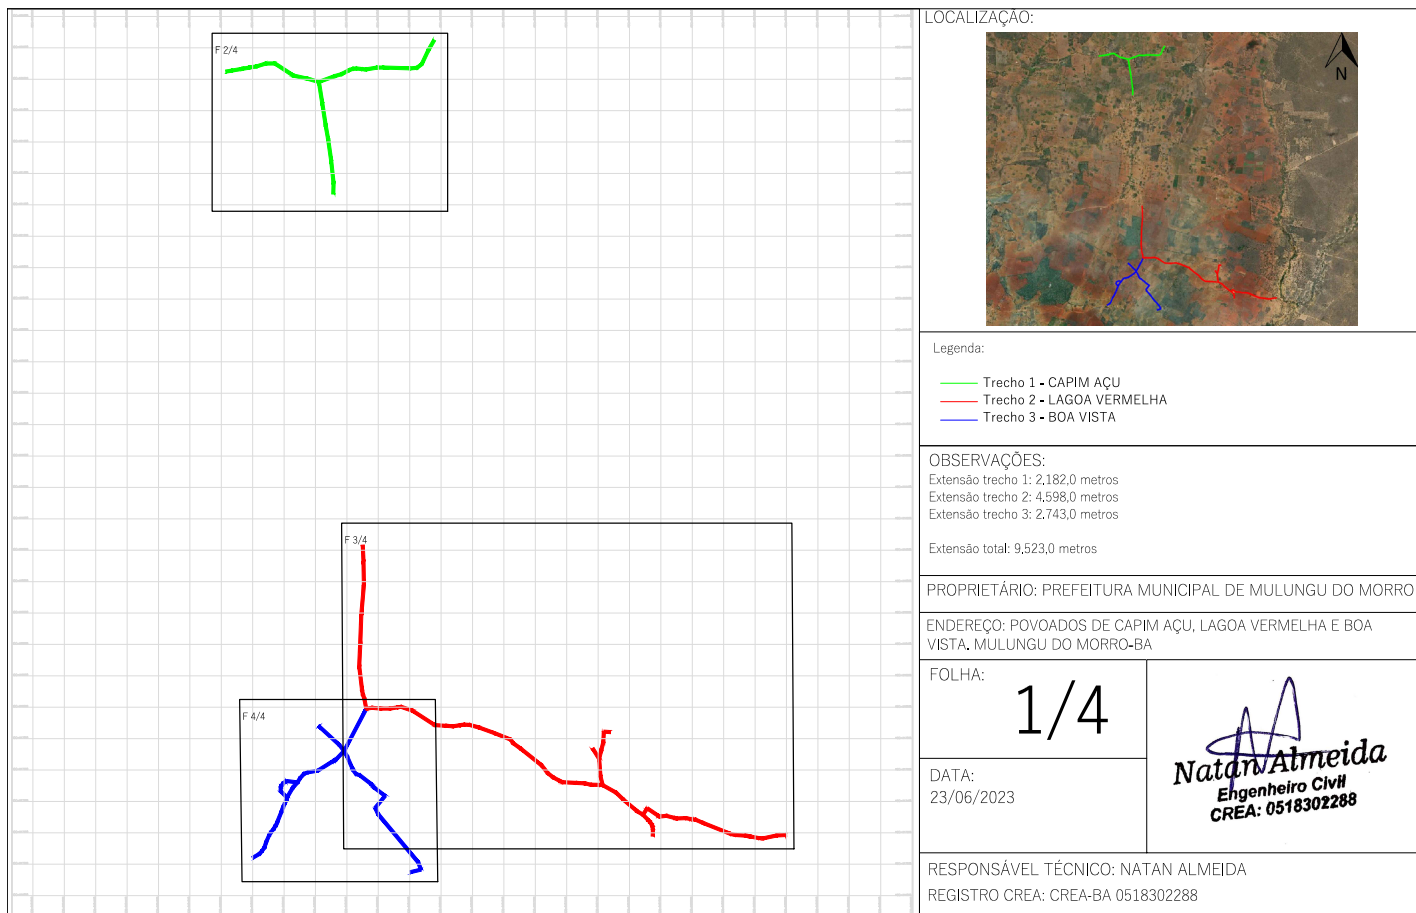 F 2/4
F 3/4
F 4/4
LOCALIZAÇÃO:
N
Legenda:
Trecho 1 - CAPIM AÇU
Trecho 2 - LAGOA VERMELHA
Trecho 3 - BOA VISTA
OBSERVAÇÕES:
Extensão trecho 1: 2.182,0 metros
Extensão trecho 2: 4.598,0 metros
Extensão trecho 3: 2.743,0 metros
Extensão total: 9.523,0 metros
PROPRIETÁRIO: PREFEITURA MUNICIPAL DE MULUNGU DO MORRO
ENDEREÇO: POVOADOS DE CAPIM AÇU, LAGOA VERMELHA E BOA
VISTA. MULUNGU DO MORRO-BA
FOLHA:
1/4
DATA:
23/06/2023
Natan Almeida
Engenheiro Civil
CREA: 0518302288
RESPONSÁVEL TÉCNICO: NATAN ALMEIDA
REGISTRO CREA: CREA-BA 0518302288